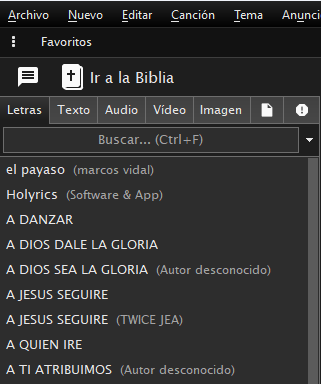 Archivo Nuevo Editar Canción Tema Anunci
Favoritos
Ir a la Biblia
Letras Texto Audio Vídeo Imagen
Buscar... (Ctrl+F)
el payaso (marcos vidal)
Holyrics (Software & App)
A DANZAR
A DIOS DALE LA GLORIA
A DIOS SEA LA GLORIA (Autor desconocido)
A JESUS SEGUIRE
A JESUS SEGUIRE (TWICE JEA)
A QUIEN IRE
A TI ATRIBUIMOS (Autor desconocido)